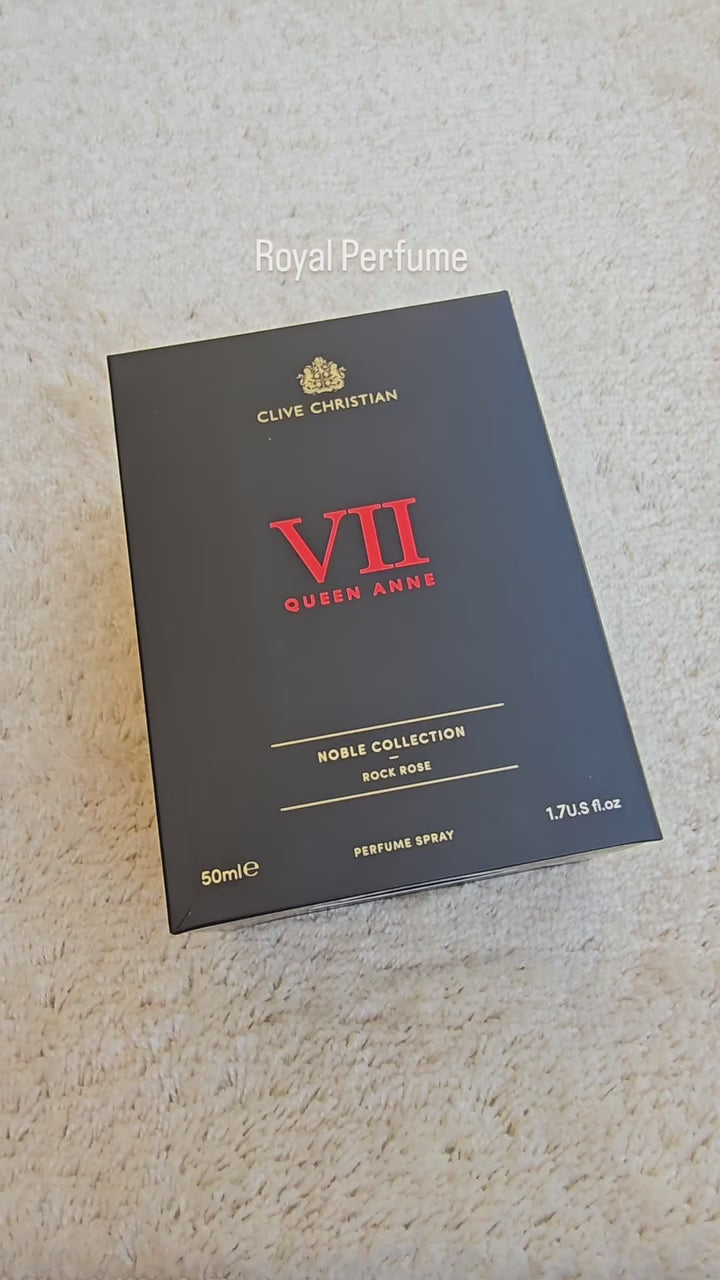 Royal Perfume
CLIVE CHRISTIAN
VII
QUEEN ANNE
NOBLE COLLECTION
ROCK ROSE
PERFUME SPRAY
50ml℮
1.7U.S fl.oz